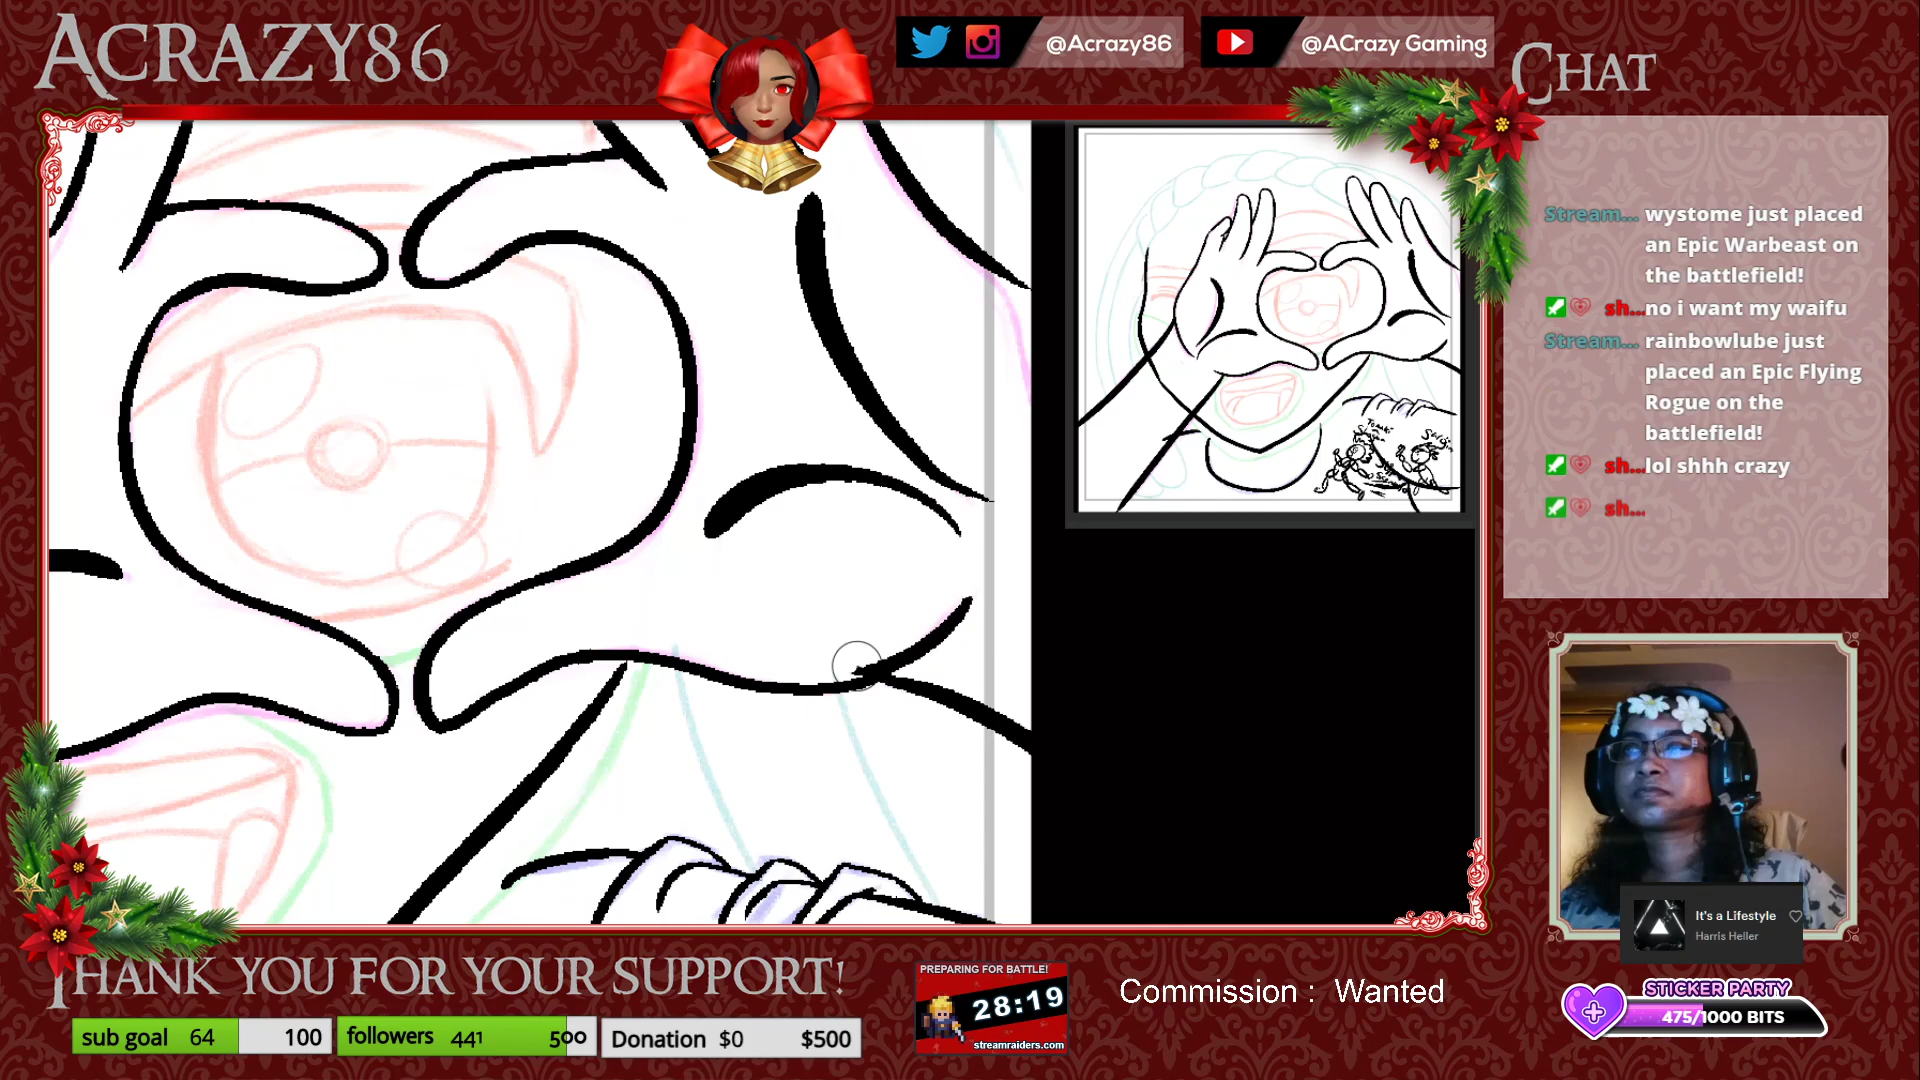 ACRAZY86
@Acrazy86
@ACrazy Gaming
CHAT
Stream... wystome just placed
an Epic Warbeast on
the battlefield!
sh... no i want my waifu
Stream... rainbowlube just
placed an Epic Flying
Rogue on the
battlefield!
sh... lol shhh crazy
sh...
It's a Lifestyle
Harris Heller
THANK YOU FOR YOUR SUPPORT!
sub goal 64 100
followers 441 500
Donation $0 $500
PREPARING FOR BATTLE!
28:19
streamraiders.com
Commission : Wanted
STICKER PARTY
475/1000 BITS